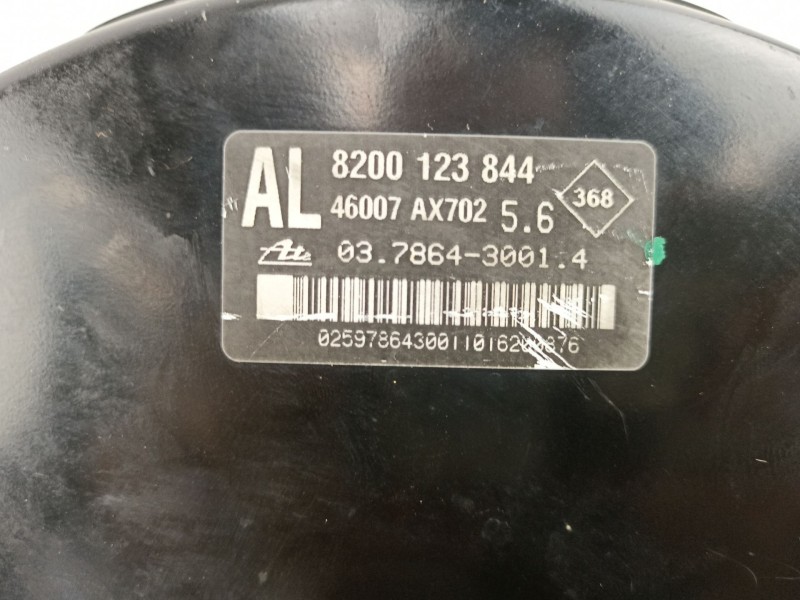 AL 8200 123 844
46007 AX702 5.6 368
Ate 03.7864-3001.4